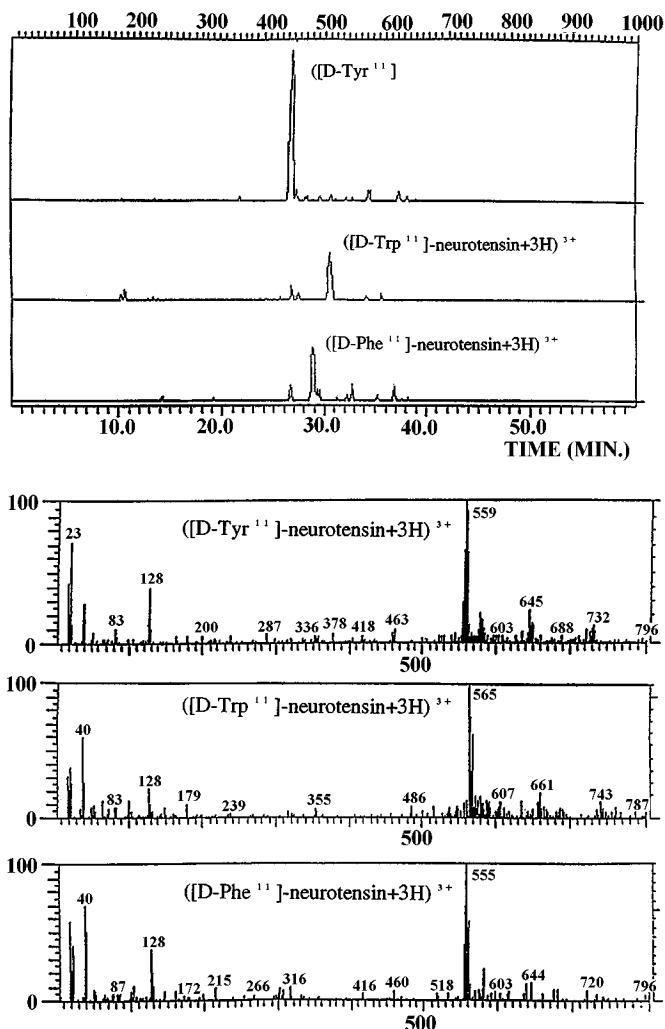 100 200 300 400 500 600 700 800 900 1000
([D-Tyr ¹¹]
([D-Trp ¹¹]-neurotensin+3H) ³⁺
([D-Phe ¹¹]-neurotensin+3H) ³⁺
10.0 20.0 30.0 40.0 50.0
TIME (MIN.)
100
([D-Tyr ¹¹]-neurotensin+3H) ³⁺
23 83 128 200 287 336 378 418 463 559 603 645 688 732 796
0
500
100
([D-Trp ¹¹]-neurotensin+3H) ³⁺
40 83 128 179 239 355 486 565 607 661 743 787
0
500
100
([D-Phe ¹¹]-neurotensin+3H) ³⁺
40 87 128 172 215 266 316 416 460 518 555 603 644 720 796
0
500